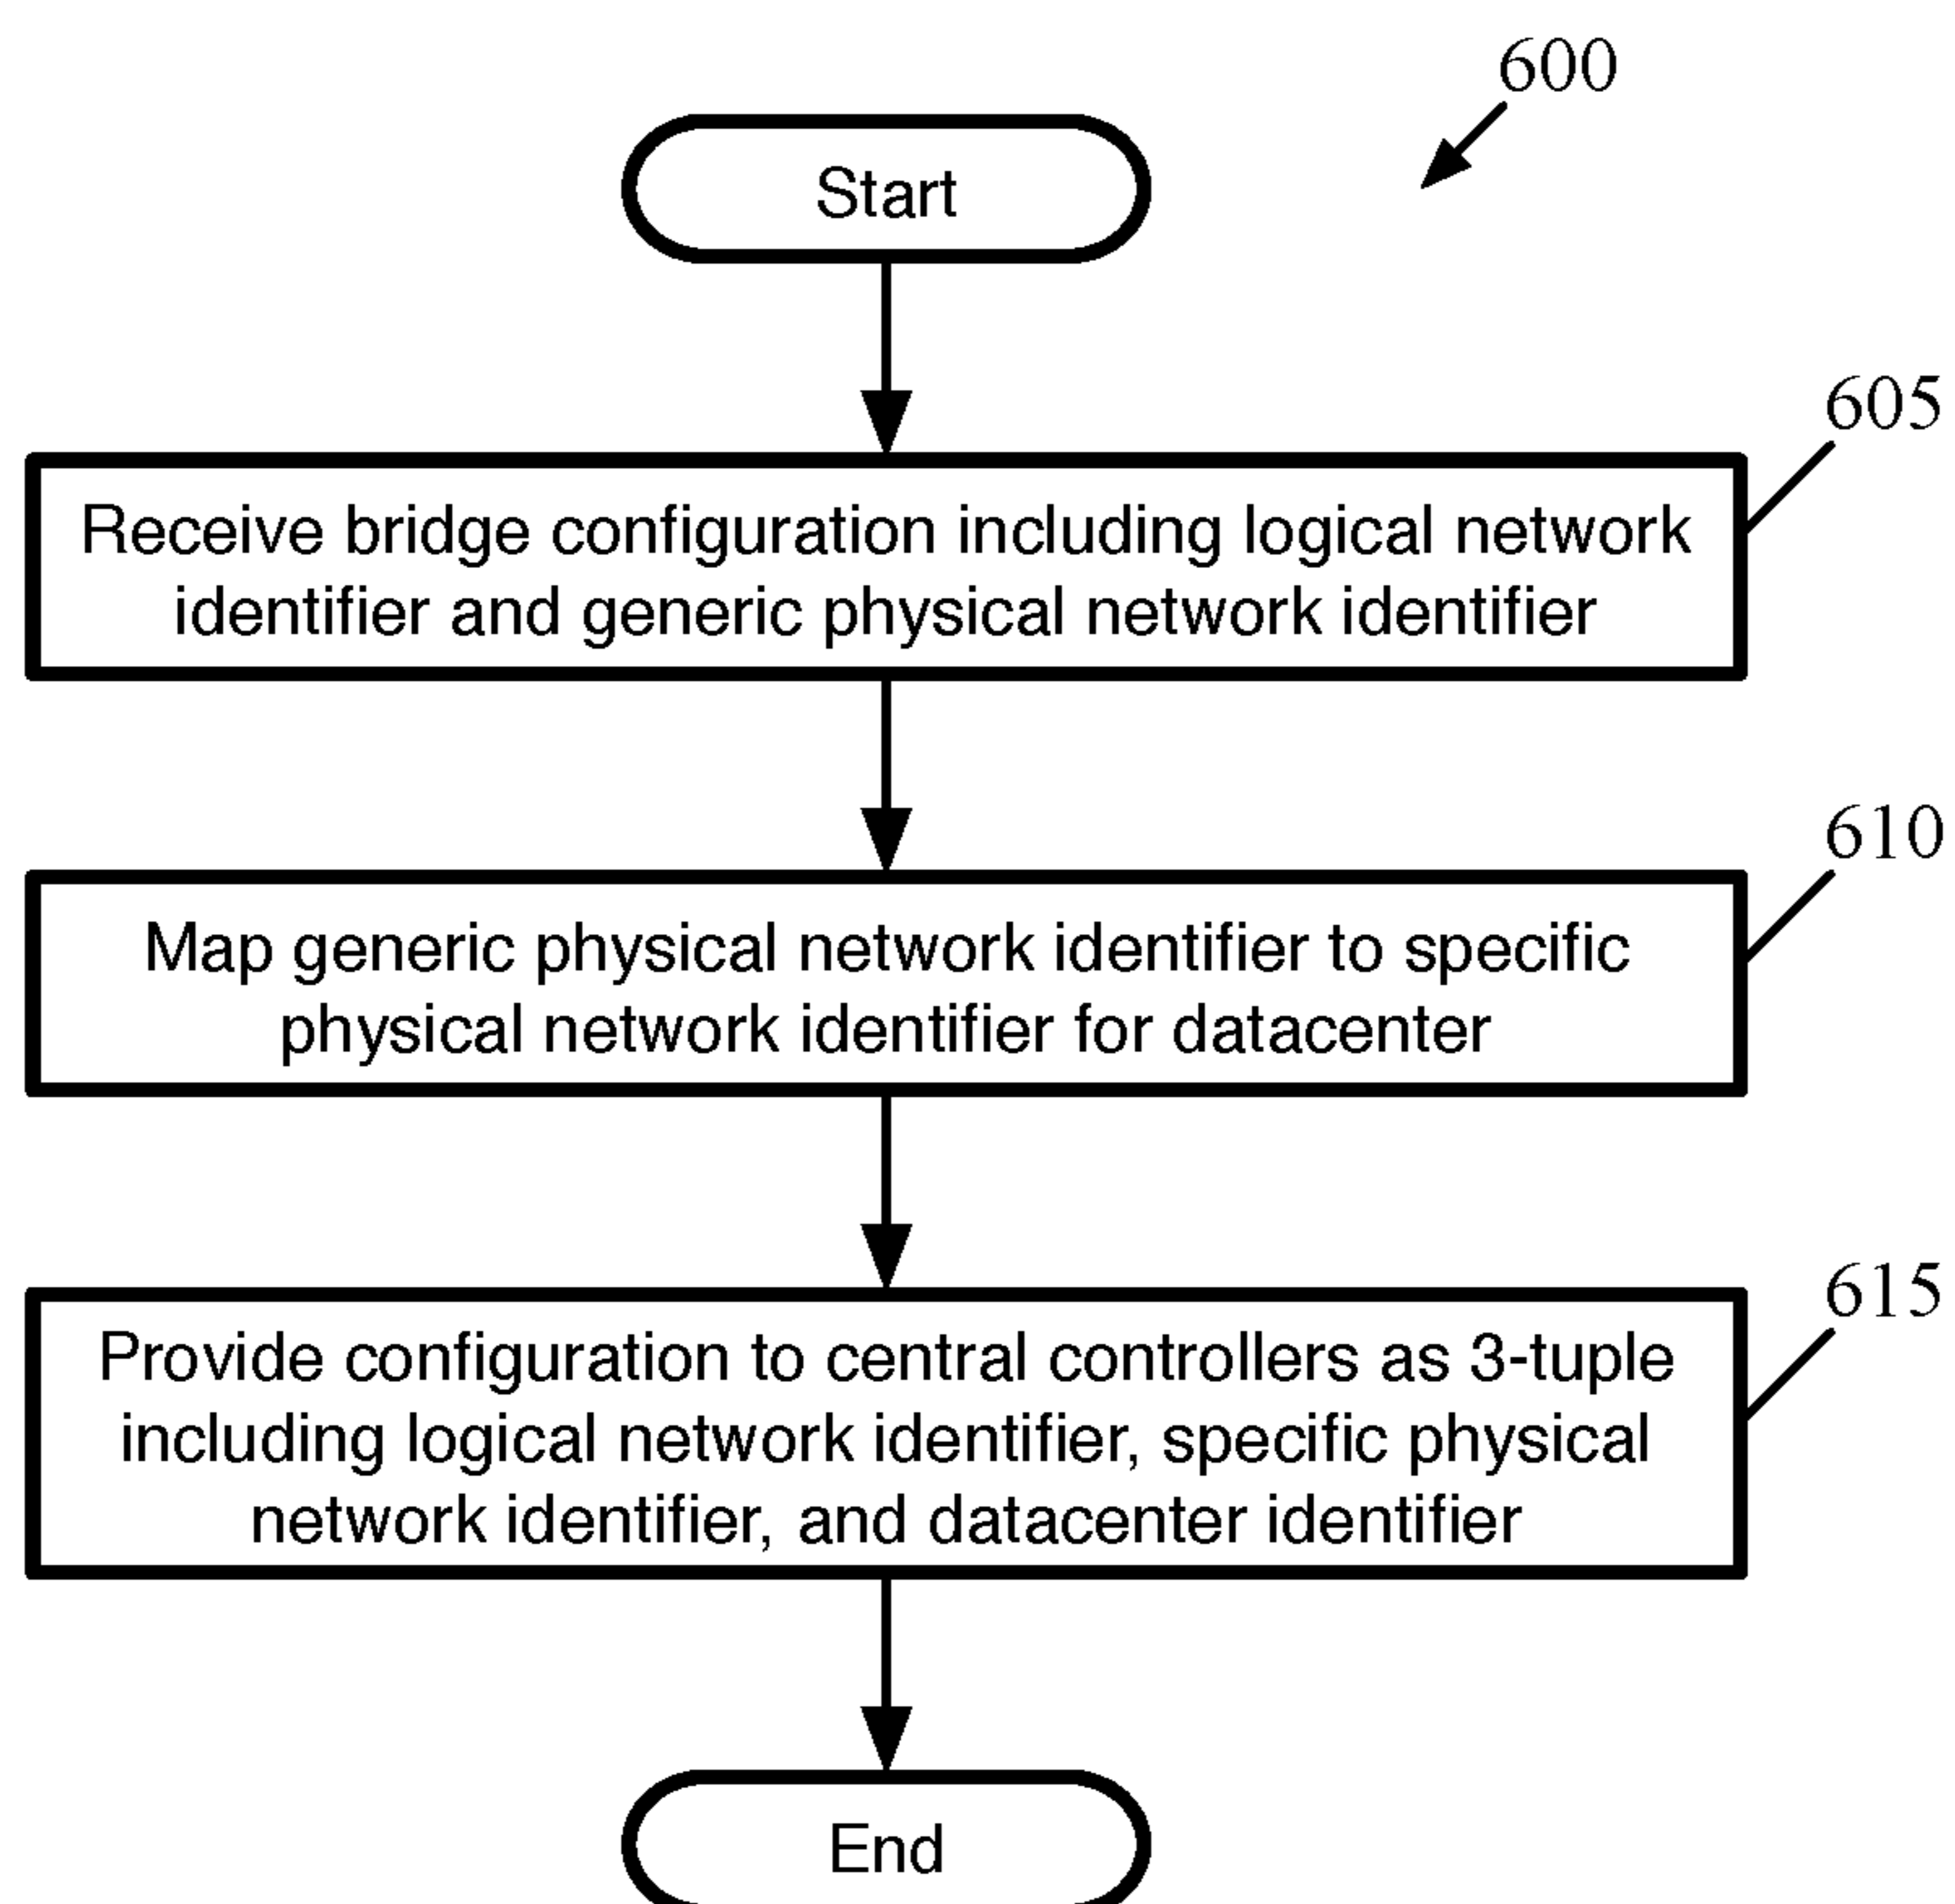 600
Start
605
Receive bridge configuration including logical network
identifier and generic physical network identifier
610
Map generic physical network identifier to specific
physical network identifier for datacenter
615
Provide configuration to central controllers as 3-tuple
including logical network identifier, specific physical
network identifier, and datacenter identifier
End